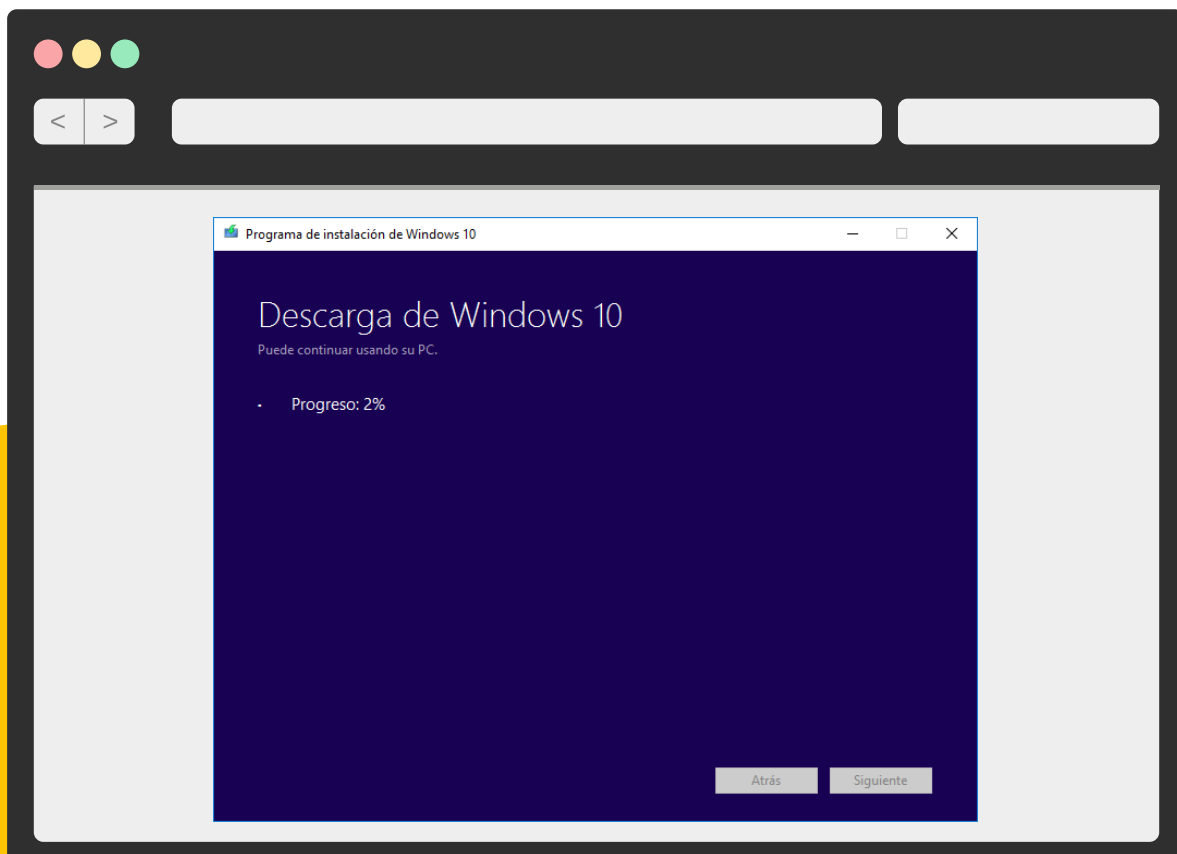 < >
Programa de instalación de Windows 10
Descarga de Windows 10
Puede continuar usando su PC.
Progreso: 2%
Atrás Siguiente